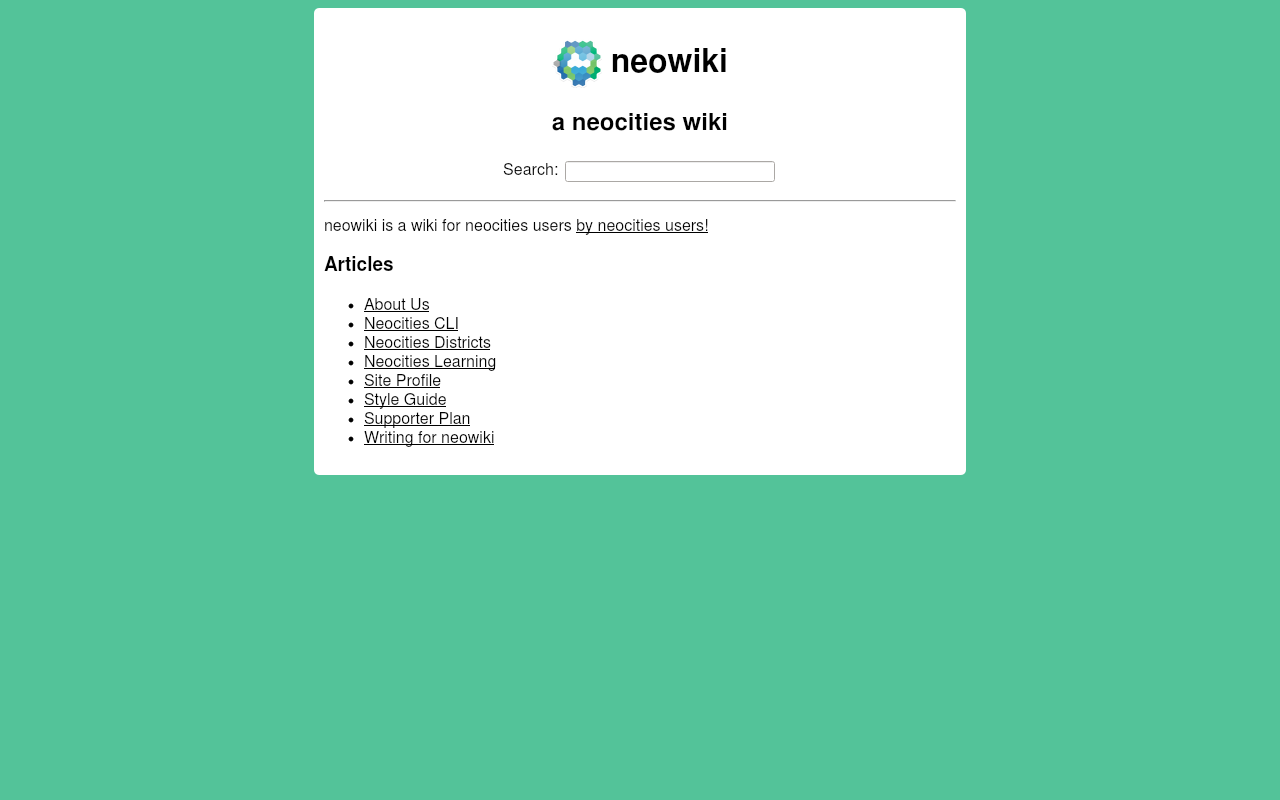 neowiki
a neocities wiki
Search:
neowiki is a wiki for neocities users by neocities users!
Articles
About Us
Neocities CLI
Neocities Districts
Neocities Learning
Site Profile
Style Guide
Supporter Plan
Writing for neowiki